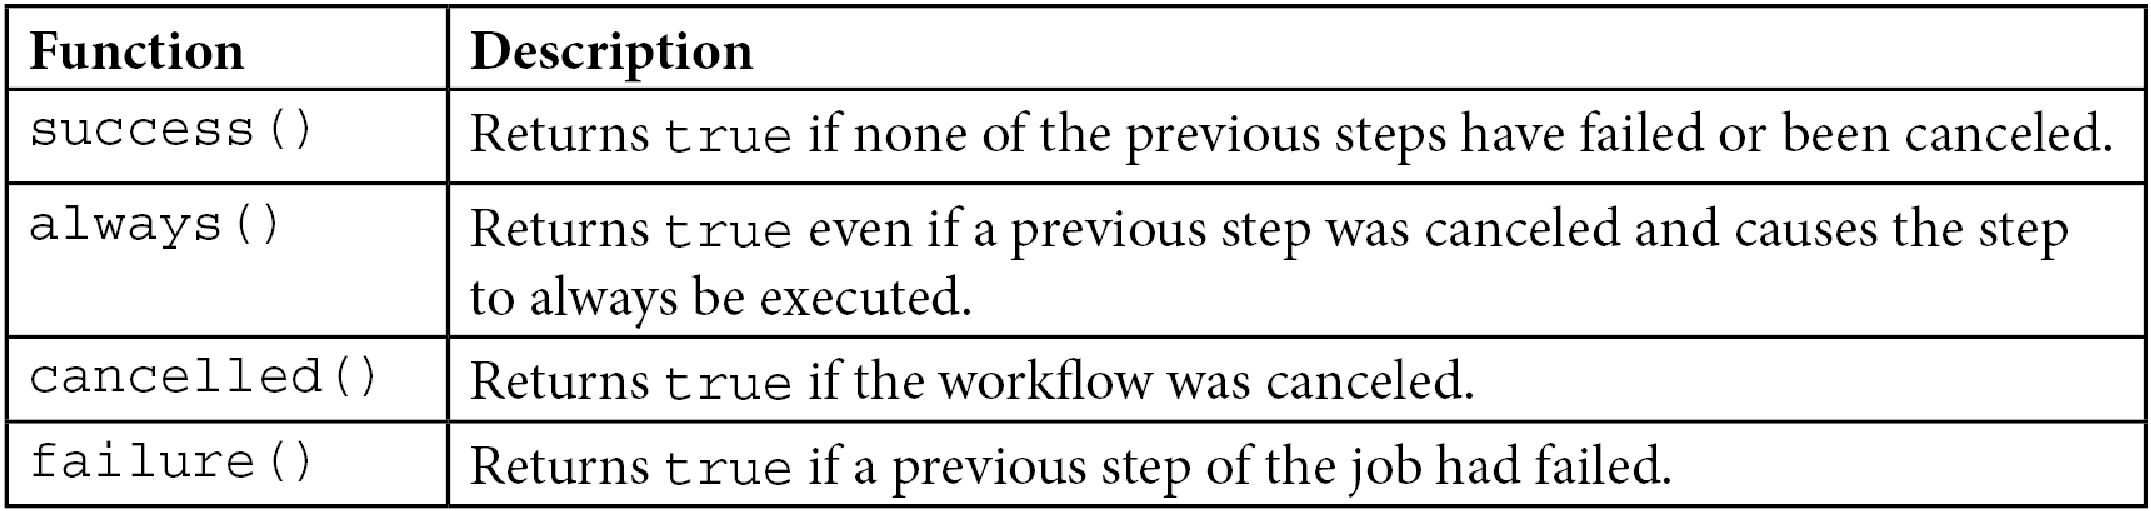 Function Description
success() Returns true if none of the previous steps have failed or been canceled.
always() Returns true even if a previous step was canceled and causes the step
to always be executed.
cancelled() Returns true if the workflow was canceled.
failure() Returns true if a previous step of the job had failed.